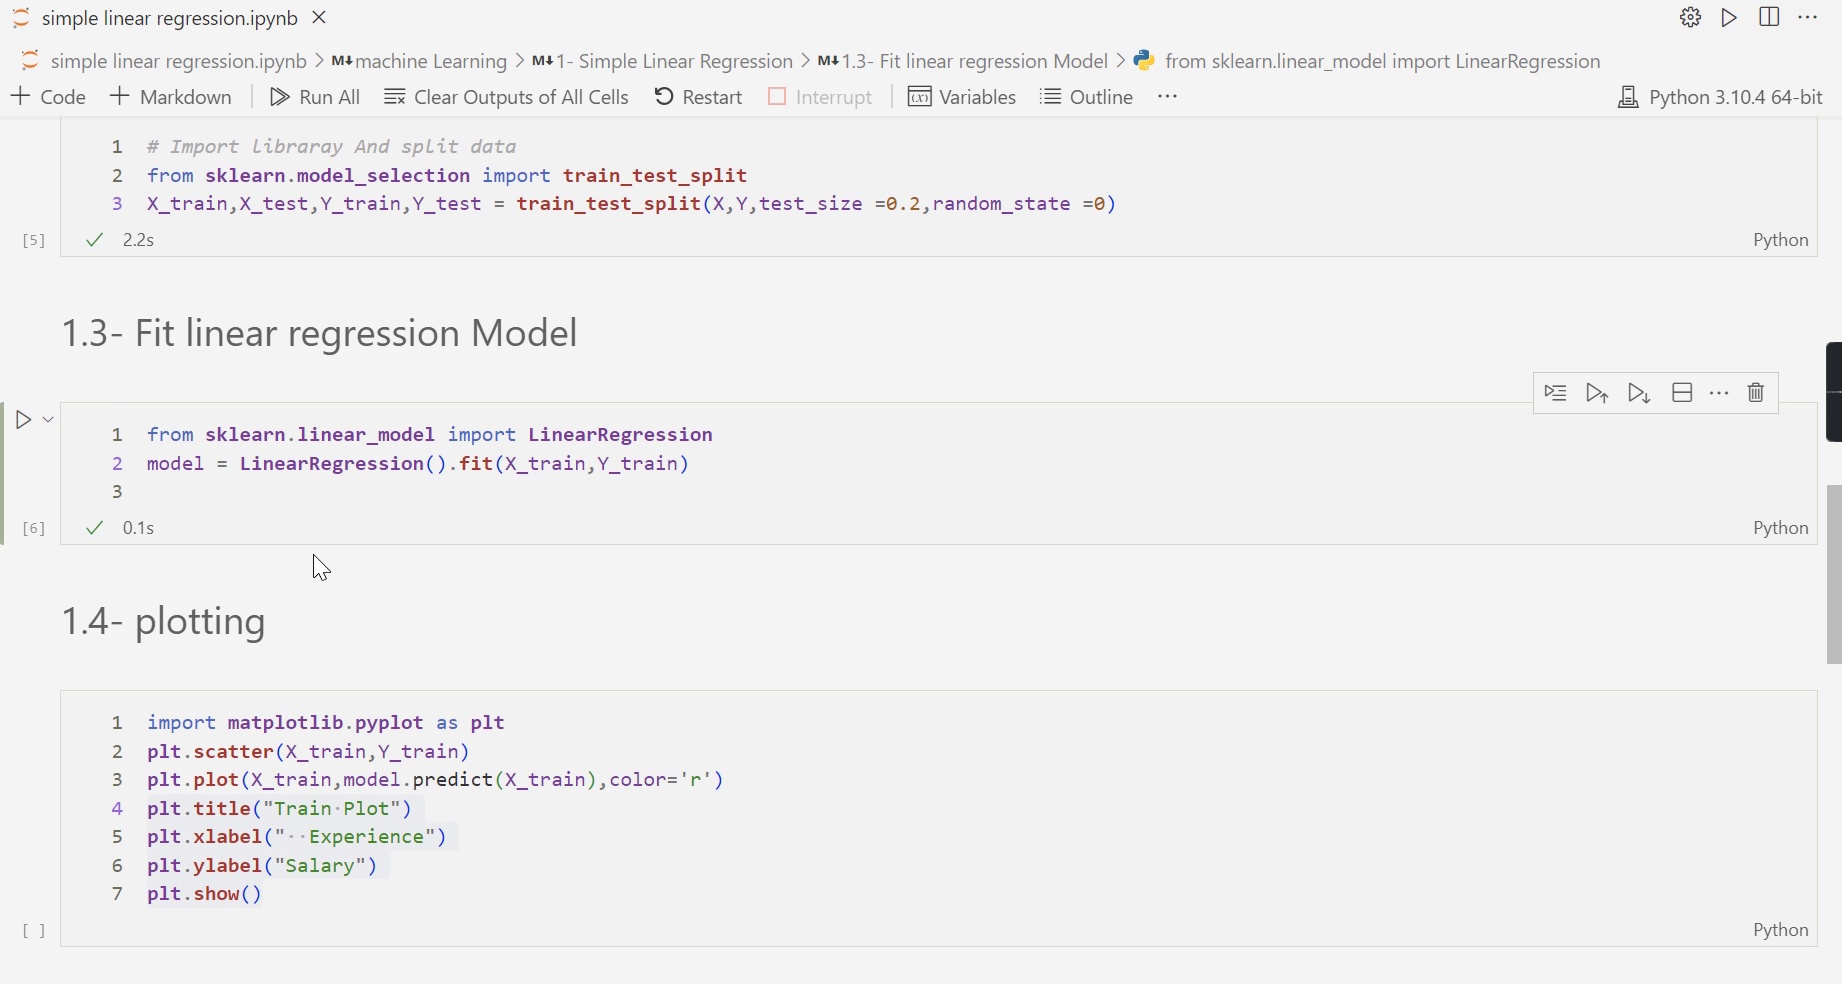 simple linear regression.ipynb
simple linear regression.ipynb > M↓ machine Learning > M↓ 1- Simple Linear Regression > M↓ 1.3- Fit linear regression Model > from sklearn.linear_model import LinearRegression
+ Code + Markdown Run All Clear Outputs of All Cells Restart Interrupt Variables Outline ... Python 3.10.4 64-bit
1 # Import libraray And split data
2 from sklearn.model_selection import train_test_split
3 X_train,X_test,Y_train,Y_test = train_test_split(X,Y,test_size =0.2,random_state =0)
[5] ✓ 2.2s Python
1.3- Fit linear regression Model
1 from sklearn.linear_model import LinearRegression
2 model = LinearRegression().fit(X_train,Y_train)
3
[6] ✓ 0.1s Python
1.4- plotting
1 import matplotlib.pyplot as plt
2 plt.scatter(X_train,Y_train)
3 plt.plot(X_train,model.predict(X_train),color='r')
4 plt.title("Train·Plot")
5 plt.xlabel("··Experience")
6 plt.ylabel("Salary")
7 plt.show()
[ ] Python